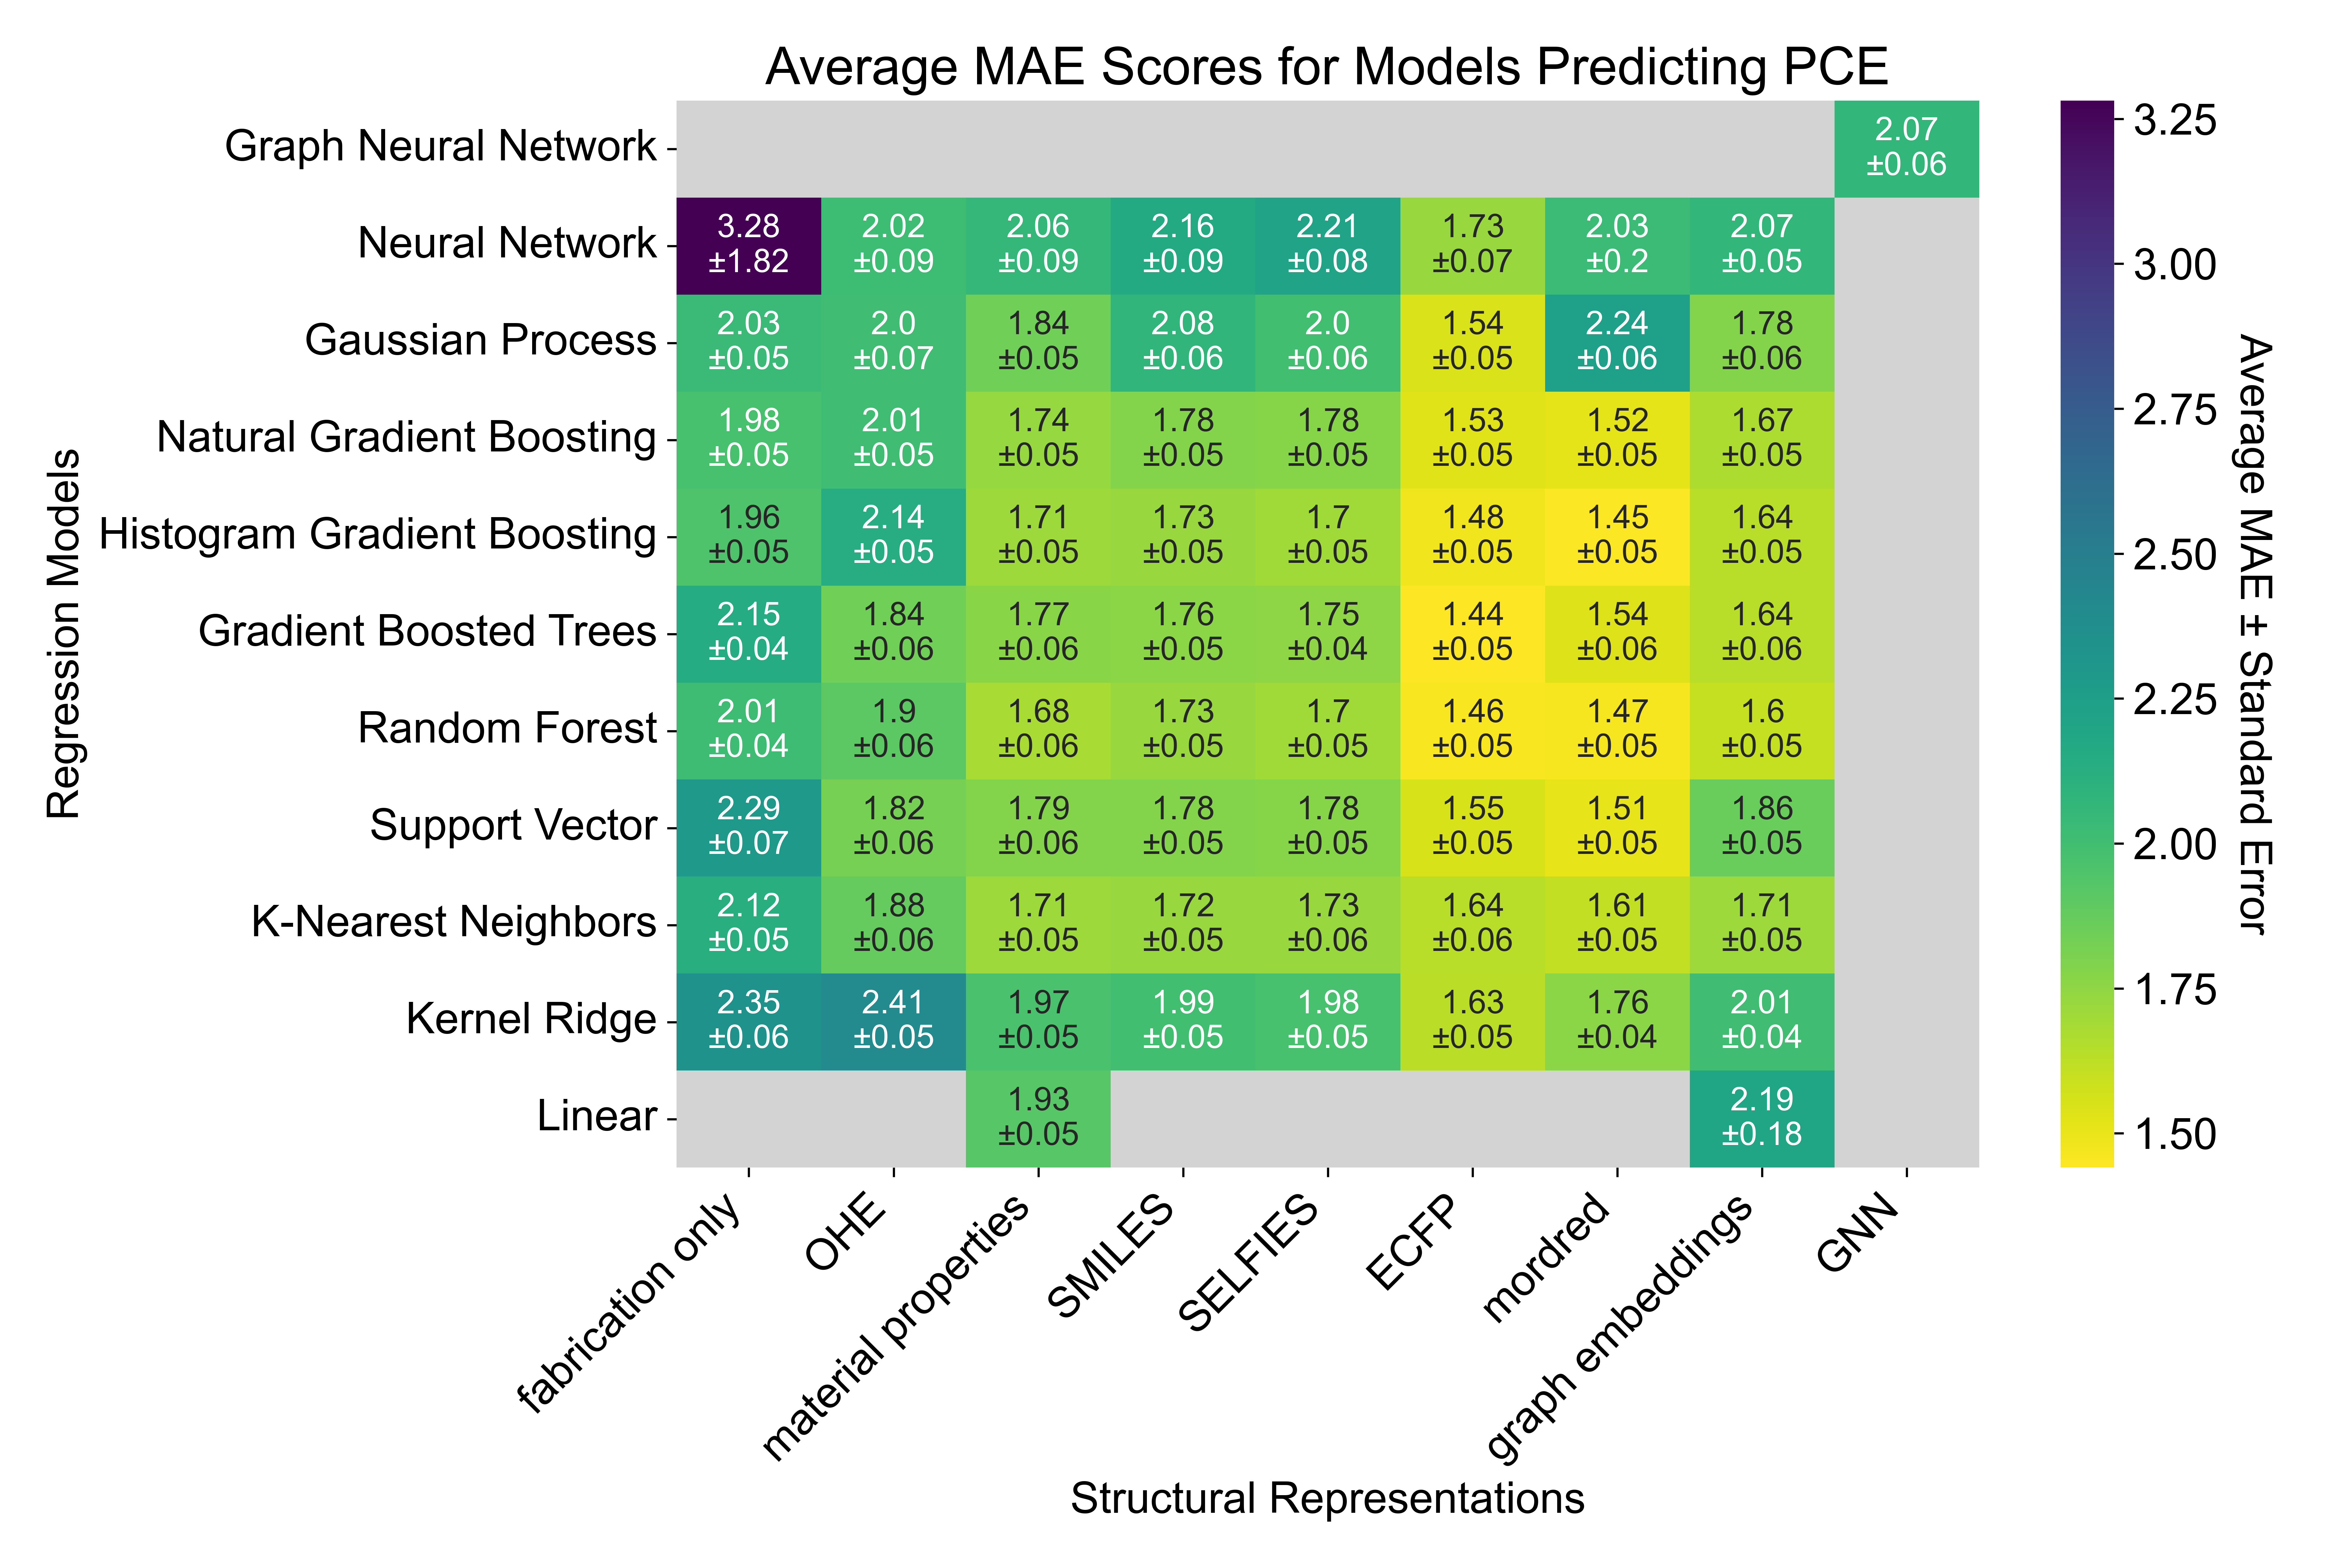 Average MAE Scores for Models Predicting PCE
Regression Models
Graph Neural Network
2.07
±0.06
Neural Network
3.28 2.02 2.06 2.16 2.21 1.73 2.03 2.07
±1.82 ±0.09 ±0.09 ±0.09 ±0.08 ±0.07 ±0.2 ±0.05
Gaussian Process
2.03 2.0 1.84 2.08 2.0 1.54 2.24 1.78
±0.05 ±0.07 ±0.05 ±0.06 ±0.06 ±0.05 ±0.06 ±0.06
Natural Gradient Boosting
1.98 2.01 1.74 1.78 1.78 1.53 1.52 1.67
±0.05 ±0.05 ±0.05 ±0.05 ±0.05 ±0.05 ±0.05 ±0.05
Histogram Gradient Boosting
1.96 2.14 1.71 1.73 1.7 1.48 1.45 1.64
±0.05 ±0.05 ±0.05 ±0.05 ±0.05 ±0.05 ±0.05 ±0.05
Gradient Boosted Trees
2.15 1.84 1.77 1.76 1.75 1.44 1.54 1.64
±0.04 ±0.06 ±0.06 ±0.05 ±0.04 ±0.05 ±0.06 ±0.06
Random Forest
2.01 1.9 1.68 1.73 1.7 1.46 1.47 1.6
±0.04 ±0.06 ±0.06 ±0.05 ±0.05 ±0.05 ±0.05 ±0.05
Support Vector
2.29 1.82 1.79 1.78 1.78 1.55 1.51 1.86
±0.07 ±0.06 ±0.06 ±0.05 ±0.05 ±0.05 ±0.05 ±0.05
K-Nearest Neighbors
2.12 1.88 1.71 1.72 1.73 1.64 1.61 1.71
±0.05 ±0.06 ±0.05 ±0.05 ±0.06 ±0.06 ±0.05 ±0.05
Kernel Ridge
2.35 2.41 1.97 1.99 1.98 1.63 1.76 2.01
±0.06 ±0.05 ±0.05 ±0.05 ±0.05 ±0.05 ±0.04 ±0.04
Linear
1.93 2.19
±0.05 ±0.18
fabrication only
OHE
material properties
SMILES
SELFIES
ECFP
mordred
graph embeddings
GNN
Structural Representations
3.25
3.00
2.75
2.50
2.25
2.00
1.75
1.50
Average MAE ± Standard Error